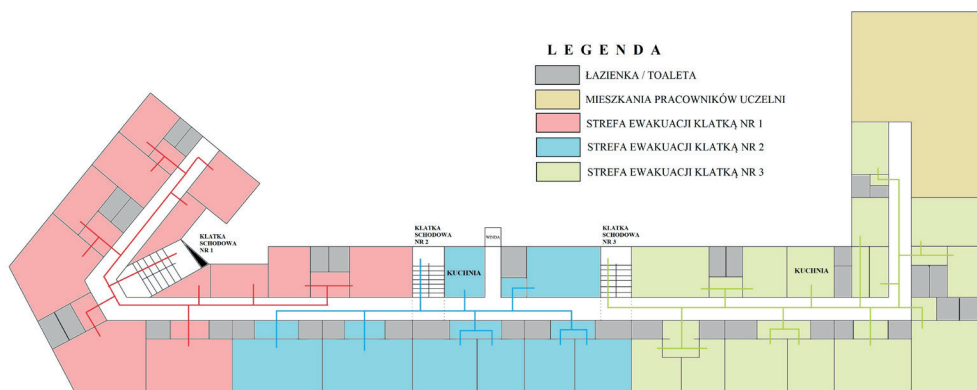 L E G E N D A
ŁAZIENKA / TOALETA
MIESZKANIA PRACOWNIKÓW UCZELNI
STREFA EWAKUACJI KLATKĄ NR 1
STREFA EWAKUACJI KLATKĄ NR 2
STREFA EWAKUACJI KLATKĄ NR 3
KLATKA
SCHODOWA
NR 1
KLATKA
SCHODOWA
NR 2
WINDA
KLATKA
SCHODOWA
NR 3
KUCHNIA
KUCHNIA